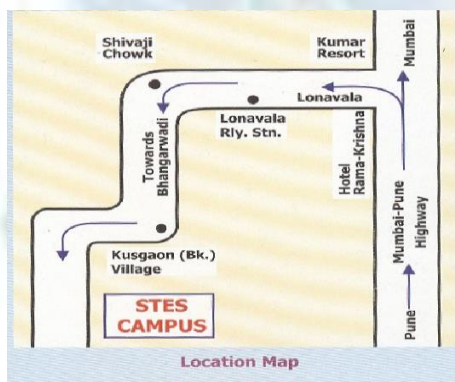 Shivaji
Chowk
Kumar
Resort
Mumbai
Lonavala
Lonavala
Rly. Stn.
Towards
Bhangarwadi
Hotel
Rama-Krishna
Mumbai-Pune
Highway
Kusgaon (Bk.)
Village
STES
CAMPUS
Pune
Location Map